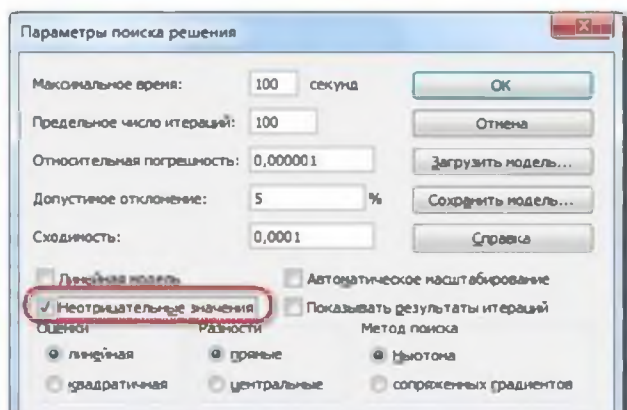 Параметры поиска решения
Максимальное время: 100 секунд
OK
Предельное число итераций: 100
Отмена
Относительная погрешность: 0,000001
Загрузить модель...
Допустимое отклонение: 5 %
Сохранить модель...
Сходимость: 0,0001
Справка
Линейная модель
Автоматическое масштабирование
Неотрицательные значения
Показывать результаты итераций
Оценки
Разности
Метод поиска
линейная
прямые
Ньютона
квадратичная
центральные
сопряженных градиентов